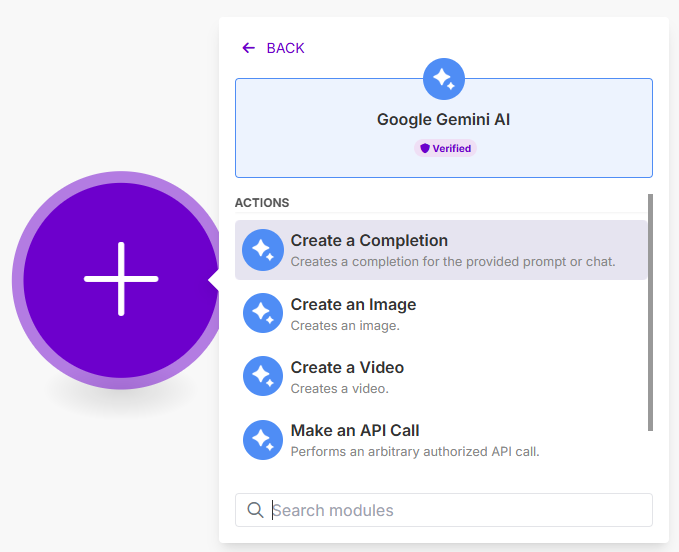 BACK
Google Gemini AI
Verified
ACTIONS
Create a Completion
Creates a completion for the provided prompt or chat.
Create an Image
Creates an image.
Create a Video
Creates a video.
Make an API Call
Performs an arbitrary authorized API call.
Search modules